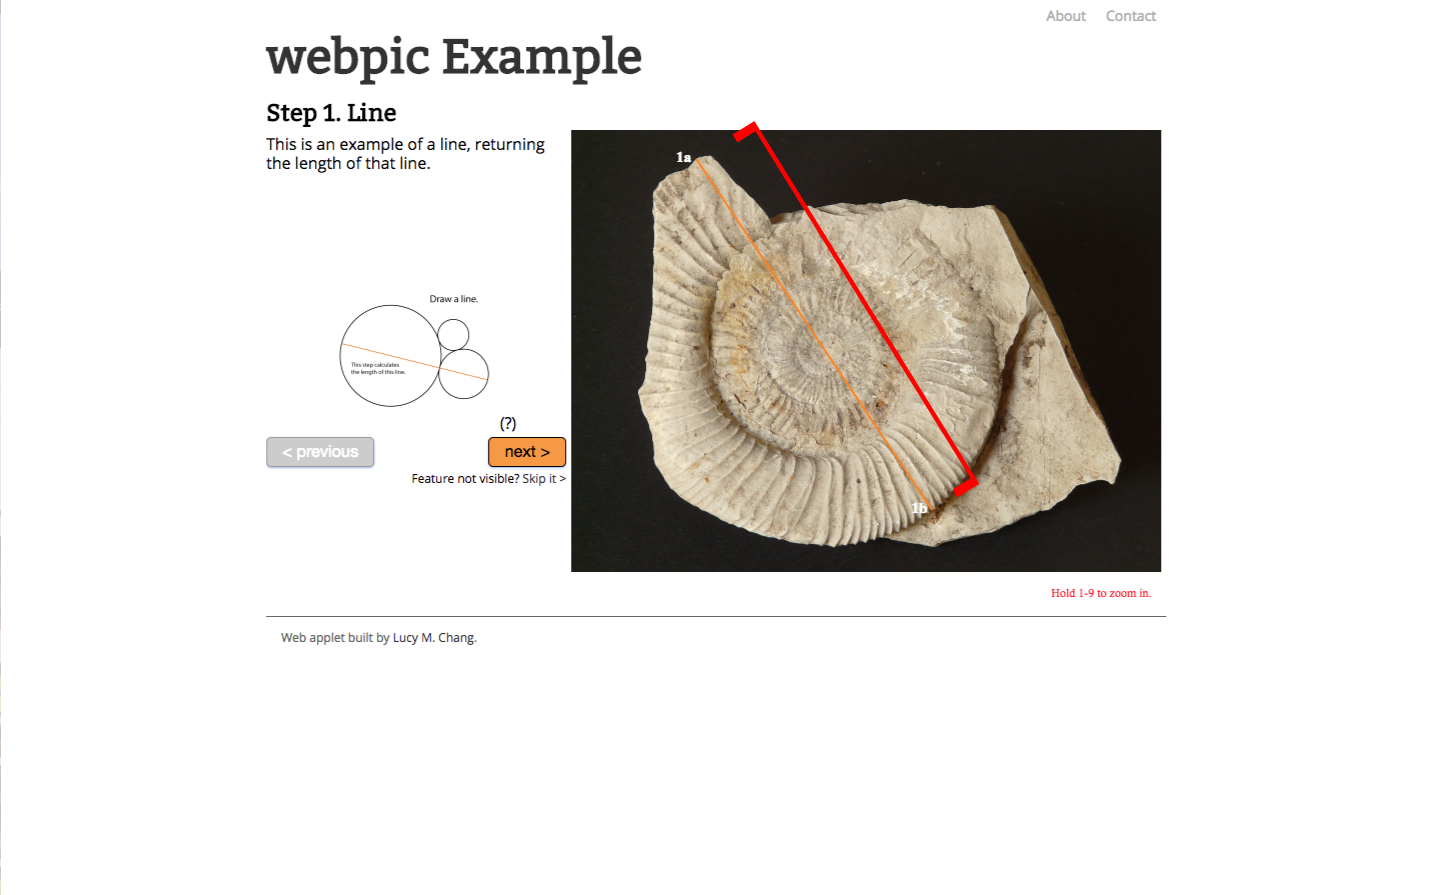 About Contact
webpic Example
Step 1. Line
This is an example of a line, returning
the length of that line.
Draw a line.
This step calculates
the length of this line.
(?)
< previous
next >
Feature not visible? Skip it >
1a
1b
Hold 1-9 to zoom in.
Web applet built by Lucy M. Chang.